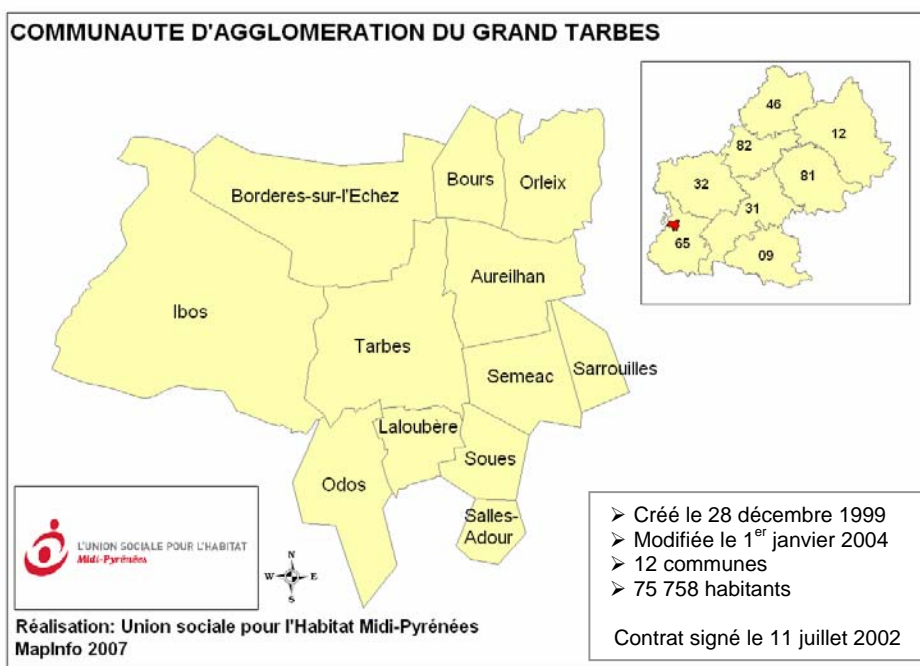 COMMUNAUTE D'AGGLOMERATION DU GRAND TARBES
46
12
82
32
81
31
65
09
Borderes-sur-l'Echez
Bours
Orleix
Aureilhan
Ibos
Tarbes
Semeac
Sarrouilles
Laloubère
Soues
Odos
Salles-
Adour
L'UNION SOCIALE POUR L'HABITAT
Midi-Pyrénées
N
W E
S
Réalisation: Union sociale pour l'Habitat Midi-Pyrénées
MapInfo 2007
➢ Créé le 28 décembre 1999
➢ Modifiée le 1er janvier 2004
➢ 12 communes
➢ 75 758 habitants
Contrat signé le 11 juillet 2002